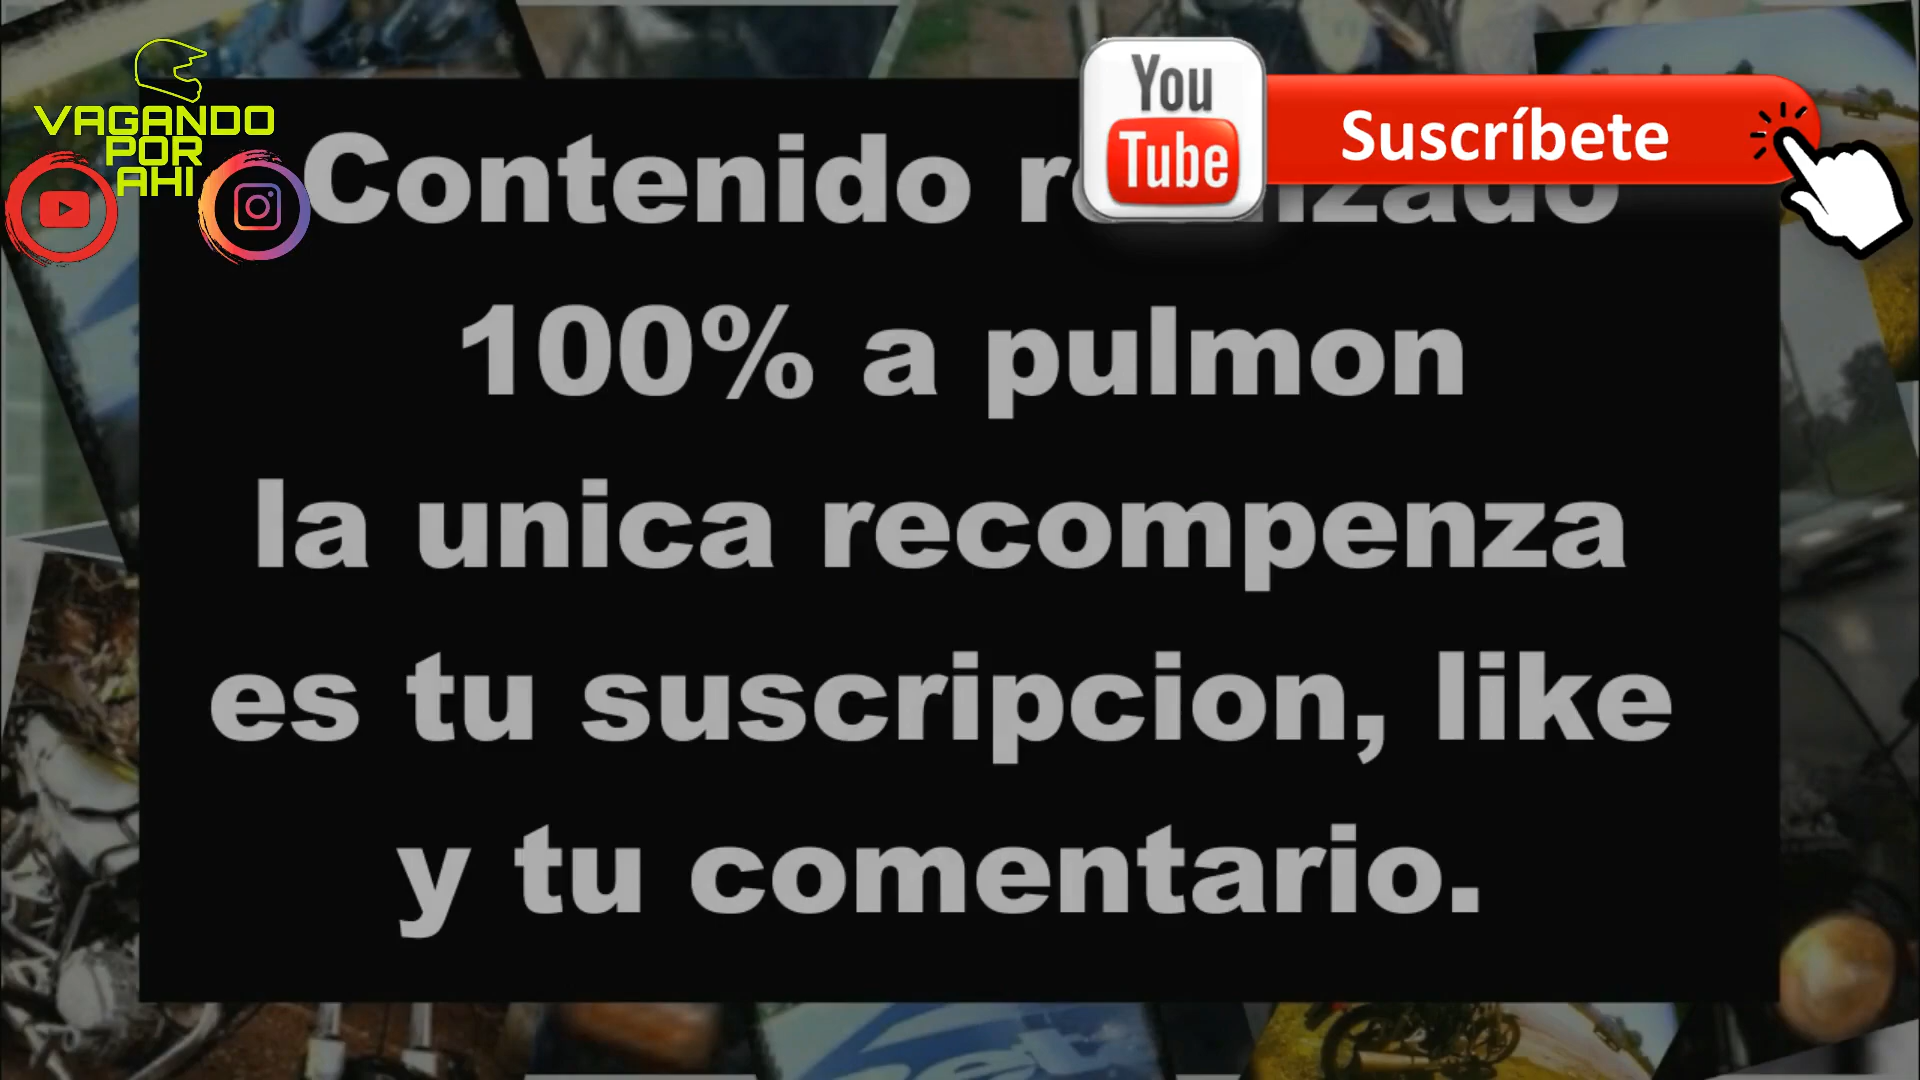 VAGANDO
POR
AHI
You
Tube
Suscríbete
Contenido
100% a pulmon
la unica recompenza
es tu suscripcion, like
y tu comentario.